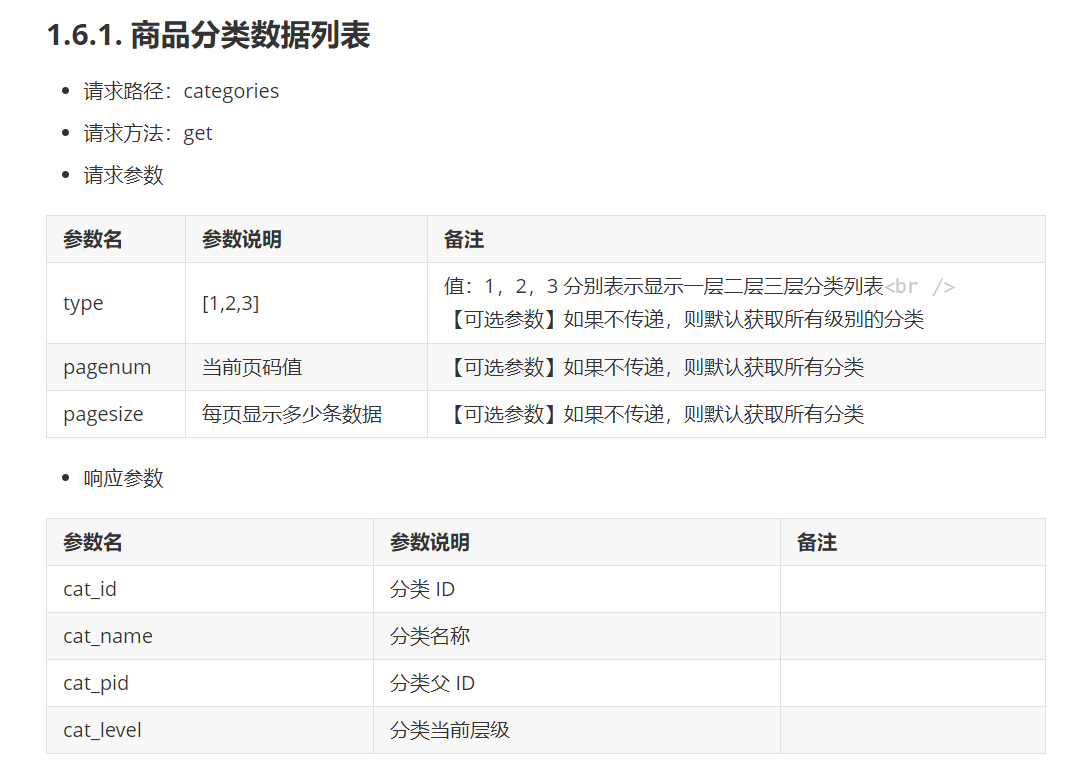 1.6.1. 商品分类数据列表
请求路径：categories
请求方法：get
请求参数
参数名 参数说明 备注
type [1,2,3] 值：1，2，3 分别表示显示一层二层三层分类列表<br />
【可选参数】如果不传递，则默认获取所有级别的分类
pagenum 当前页码值 【可选参数】如果不传递，则默认获取所有分类
pagesize 每页显示多少条数据 【可选参数】如果不传递，则默认获取所有分类
响应参数
参数名 参数说明 备注
cat_id 分类 ID
cat_name 分类名称
cat_pid 分类父 ID
cat_level 分类当前层级